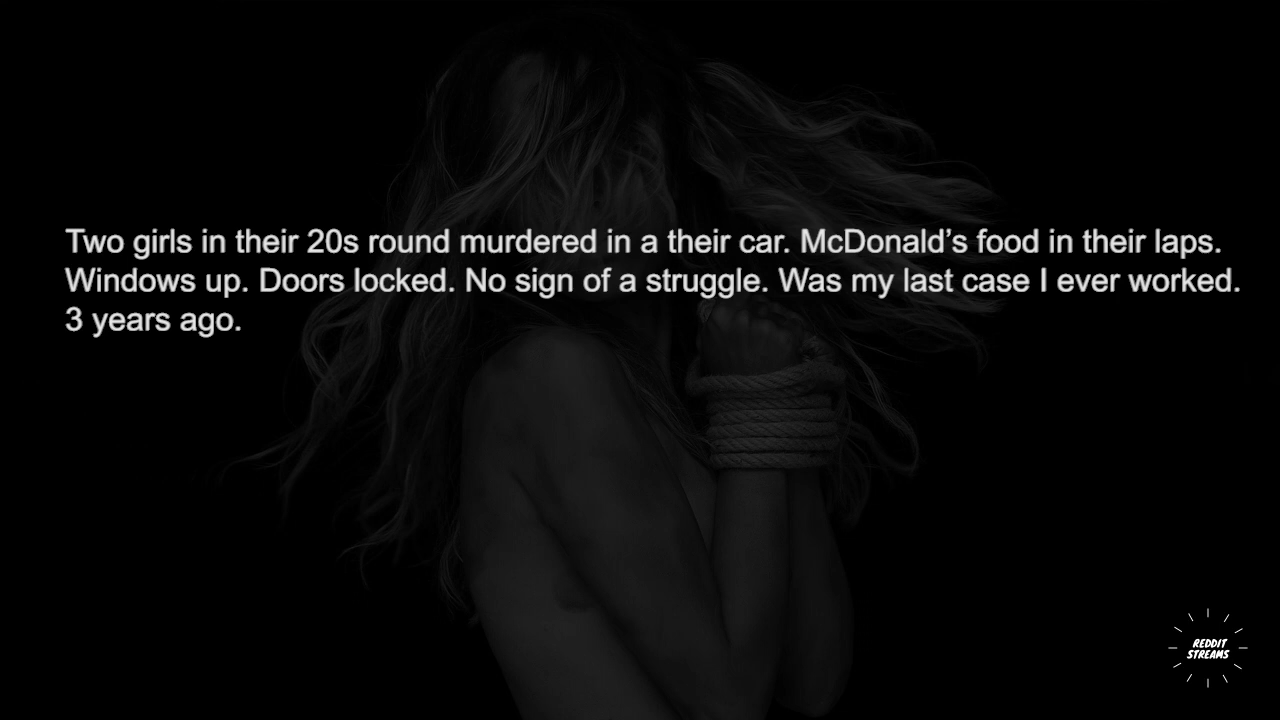 Two girls in their 20s round murdered in a their car. McDonald’s food in their laps.
Windows up. Doors locked. No sign of a struggle. Was my last case I ever worked.
3 years ago.
REDDIT
STREAMS